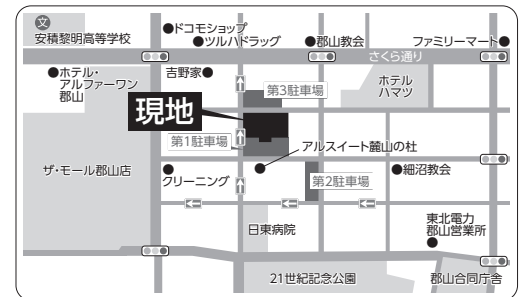 文
安積黎明高等学校
●ドコモショップ
●ツルハドラッグ
●郡山教会
ファミリーマート●
さくら通り
●ホテル・
アルファーワン
郡山
吉野家●
第3駐車場
ホテル
ハマツ
現地
第1駐車場
アルスイート麓山の杜
ザ・モール郡山店
●
クリーニング
第2駐車場
●細沼教会
日東病院
東北電力
郡山営業所
●
21世紀記念公園
郡山合同庁舎